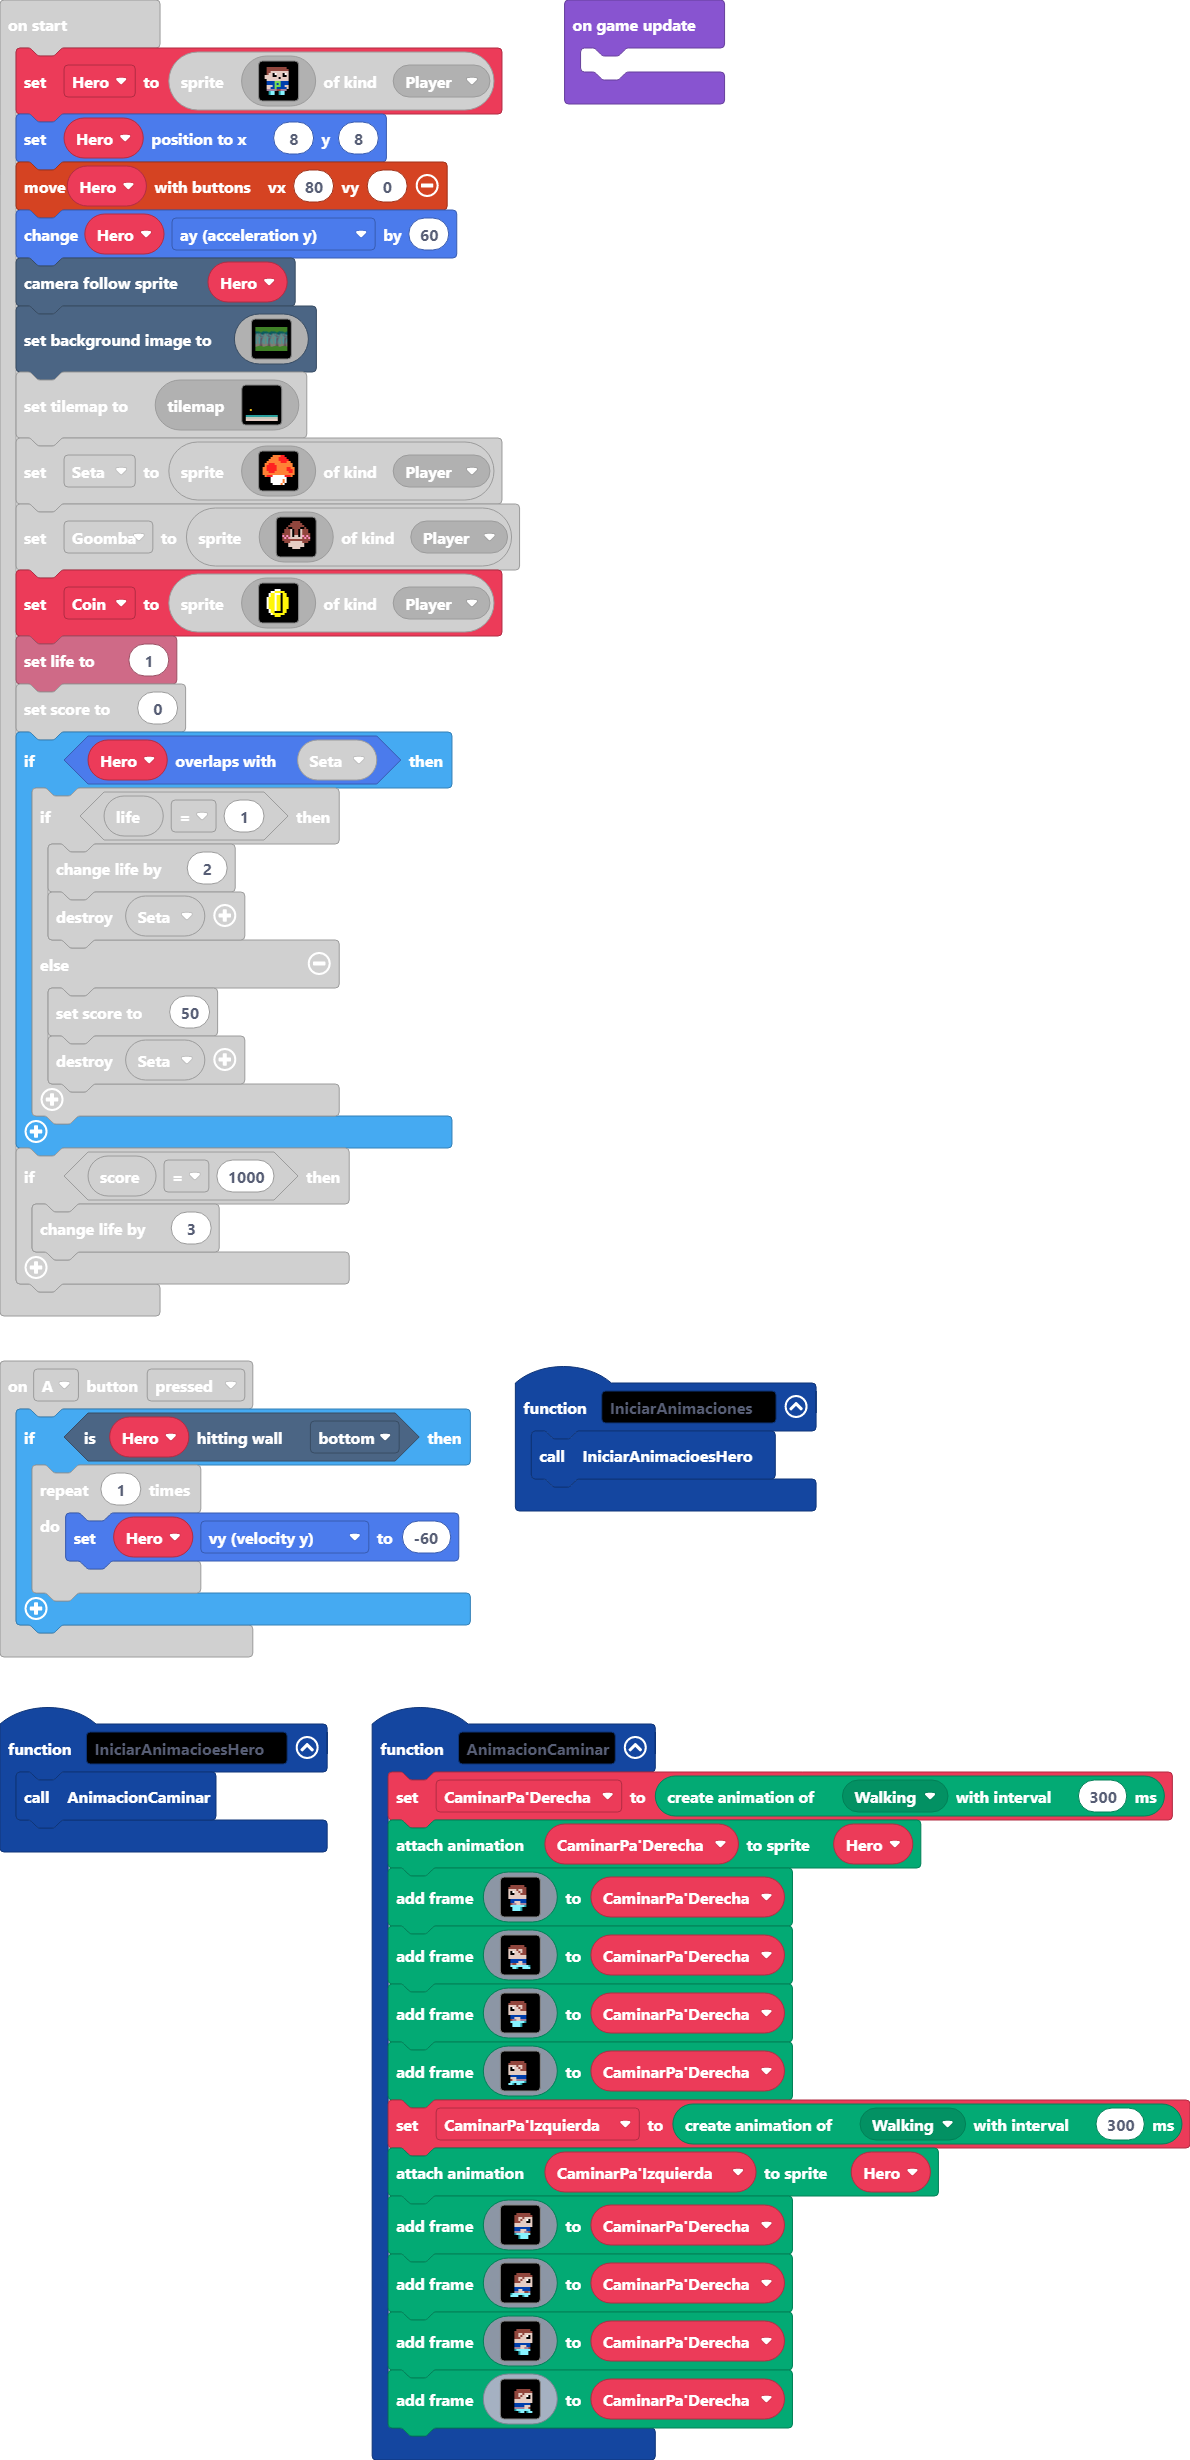 on start
set Hero to sprite of kind Player
set Hero position to x 8 y 8
move Hero with buttons vx 80 vy 0
change Hero ay (acceleration y) by 60
camera follow sprite Hero
set background image to
set tilemap to tilemap
set Seta to sprite of kind Player
set Goomba to sprite of kind Player
set Coin to sprite of kind Player
set life to 1
set score to 0
if Hero overlaps with Seta then
if life = 1 then
change life by 2
destroy Seta
else
set score to 50
destroy Seta
if score = 1000 then
change life by 3
on game update
on A button pressed
if is Hero hitting wall bottom then
repeat 1 times
do set Hero vy (velocity y) to -60
function IniciarAnimaciones
call IniciarAnimacioesHero
function IniciarAnimacioesHero
call AnimacionCaminar
function AnimacionCaminar
set CaminarPa'Derecha to create animation of Walking with interval 300 ms
attach animation CaminarPa'Derecha to sprite Hero
add frame to CaminarPa'Derecha
add frame to CaminarPa'Derecha
add frame to CaminarPa'Derecha
add frame to CaminarPa'Derecha
set CaminarPa'Izquierda to create animation of Walking with interval 300 ms
attach animation CaminarPa'Izquierda to sprite Hero
add frame to CaminarPa'Derecha
add frame to CaminarPa'Derecha
add frame to CaminarPa'Derecha
add frame to CaminarPa'Derecha